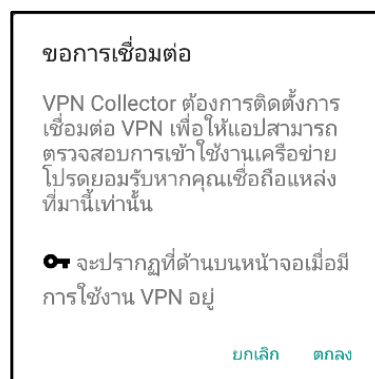 ขอการเชื่อมต่อ
VPN Collector ต้องการติดตั้งการ
เชื่อมต่อ VPN เพื่อให้แอปสามารถ
ตรวจสอบการเข้าใช้งานเครือข่าย
โปรดยอมรับหากคุณเชื่อถือแหล่ง
ที่มานี้เท่านั้น
จะปรากฏที่ด้านบนหน้าจอเมื่อมี
การใช้งาน VPN อยู่
ยกเลิก ตกลง